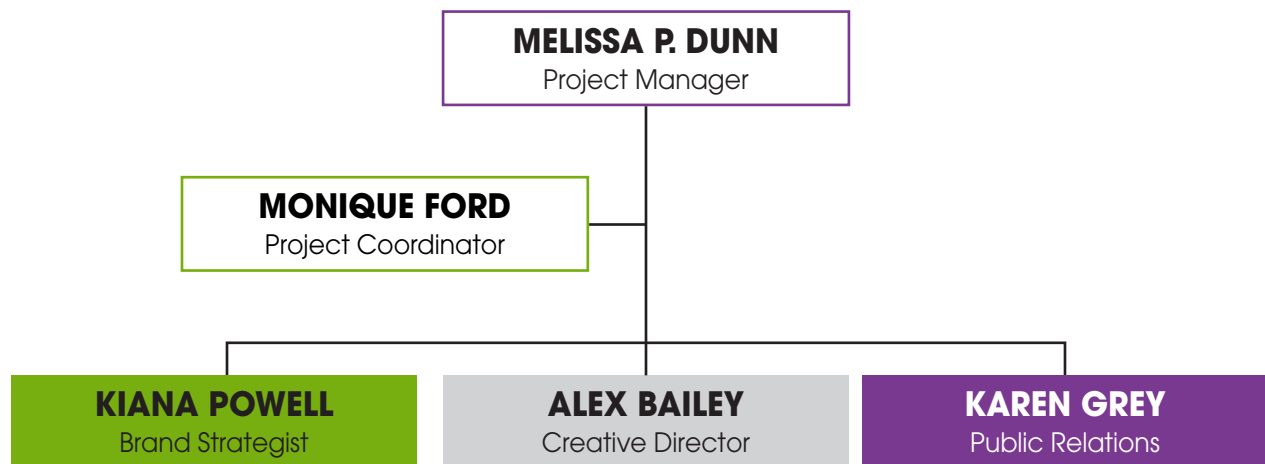 MELISSA P. DUNN
Project Manager
MONIQUE FORD
Project Coordinator
KIANA POWELL
Brand Strategist
ALEX BAILEY
Creative Director
KAREN GREY
Public Relations